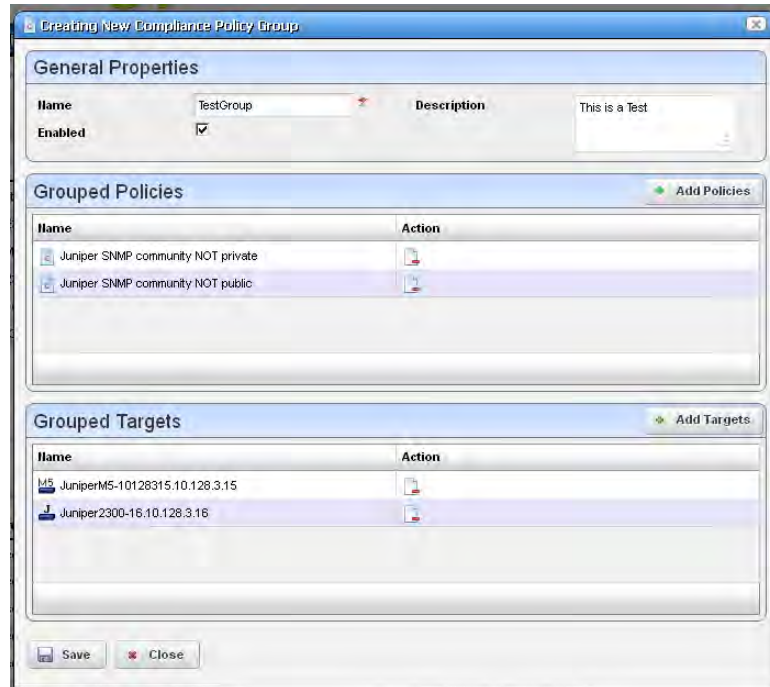 Creating New Compliance Policy Group
General Properties
Name TestGroup * Description This is a Test
Enabled
Grouped Policies Add Policies
Name Action
Juniper SNMP community NOT private
Juniper SNMP community NOT public
Grouped Targets Add Targets
Name Action
M5 JuniperM5-10128315.10.128.3.15
J Juniper2300-16.10.128.3.16
Save Close